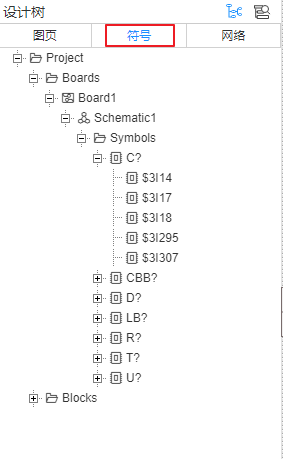 设计树
图页 符号 网络
Project
Boards
Board1
Schematic1
Symbols
C?
$3I14
$3I17
$3I18
$3I295
$3I307
CBB?
D?
LB?
R?
T?
U?
Blocks